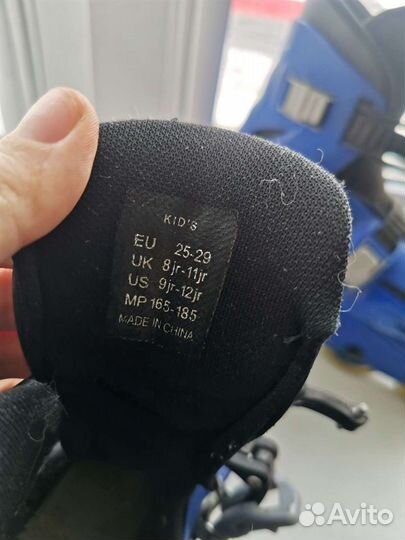 KID'S
EU 25-29
UK 8jr-11jr
US 9jr-12jr
MP 165-185
MADE IN CHINA
Avito